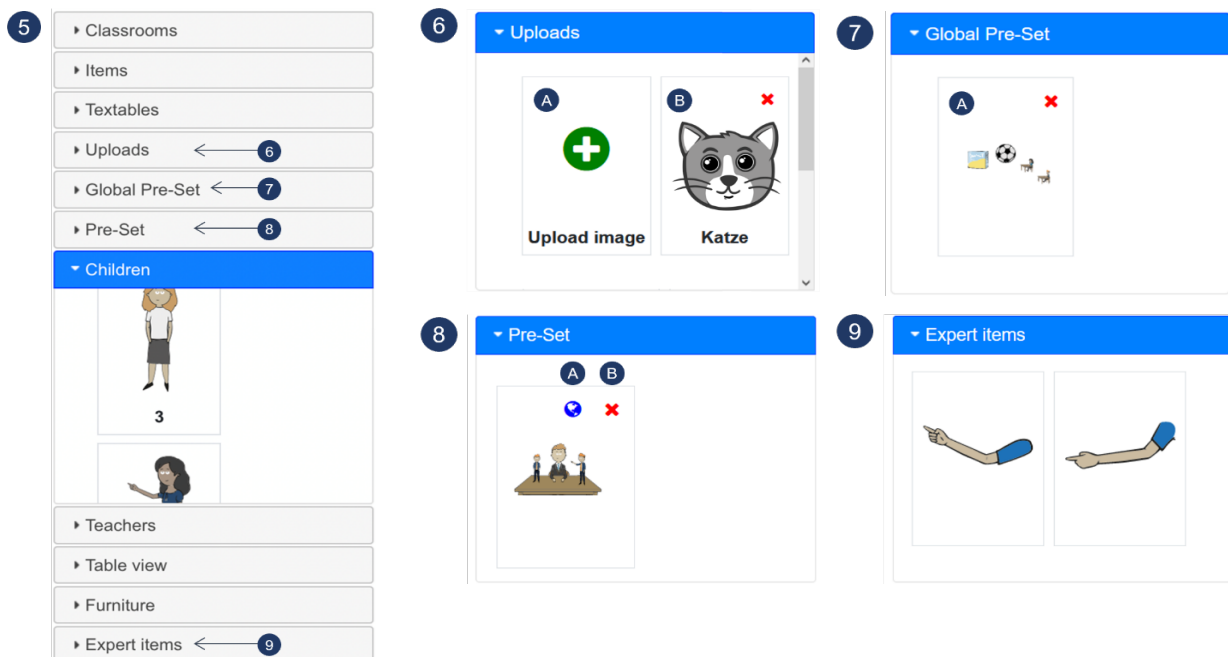 5
Classrooms
Items
Textables
Uploads 6
Global Pre-Set 7
Pre-Set 8
Children
3
Teachers
Table view
Furniture
Expert items 9
6
Uploads
A
B
Upload image
Katze
7
Global Pre-Set
A
8
Pre-Set
A B
9
Expert items